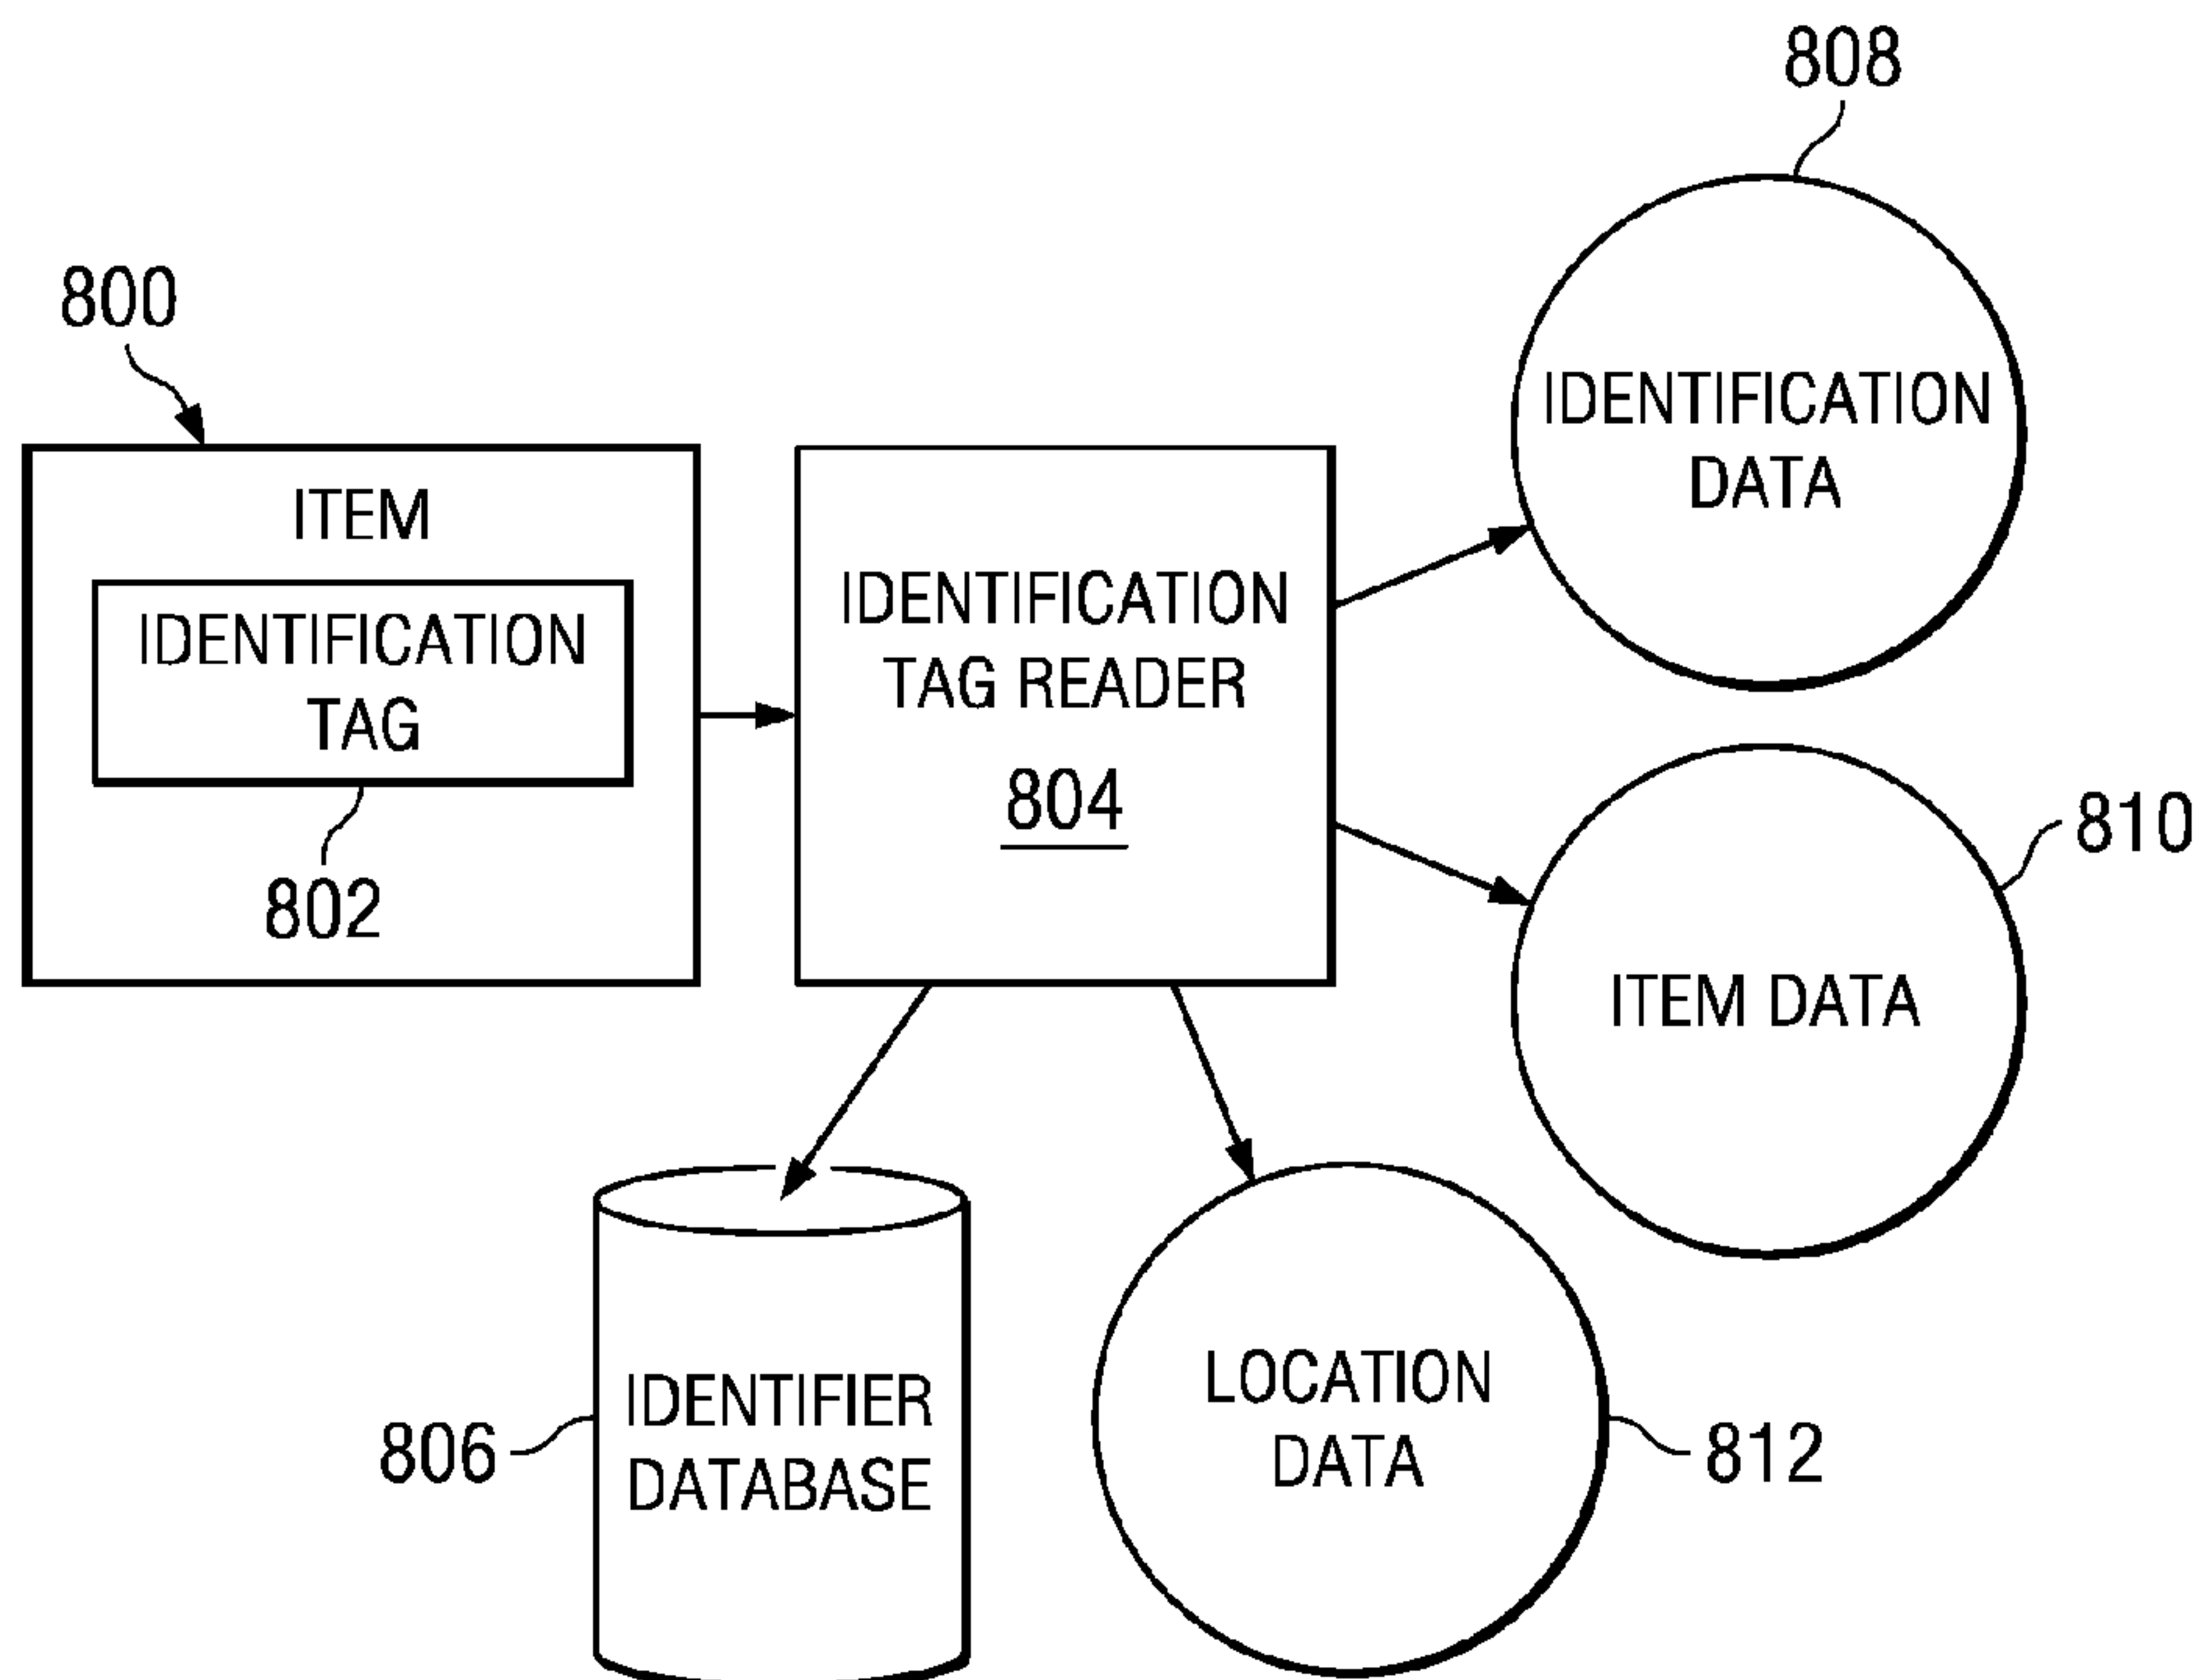 808
800
IDENTIFICATION
DATA
ITEM
IDENTIFICATION
TAG
802
IDENTIFICATION
TAG READER
804
810
ITEM DATA
806
IDENTIFIER
DATABASE
LOCATION
DATA
812